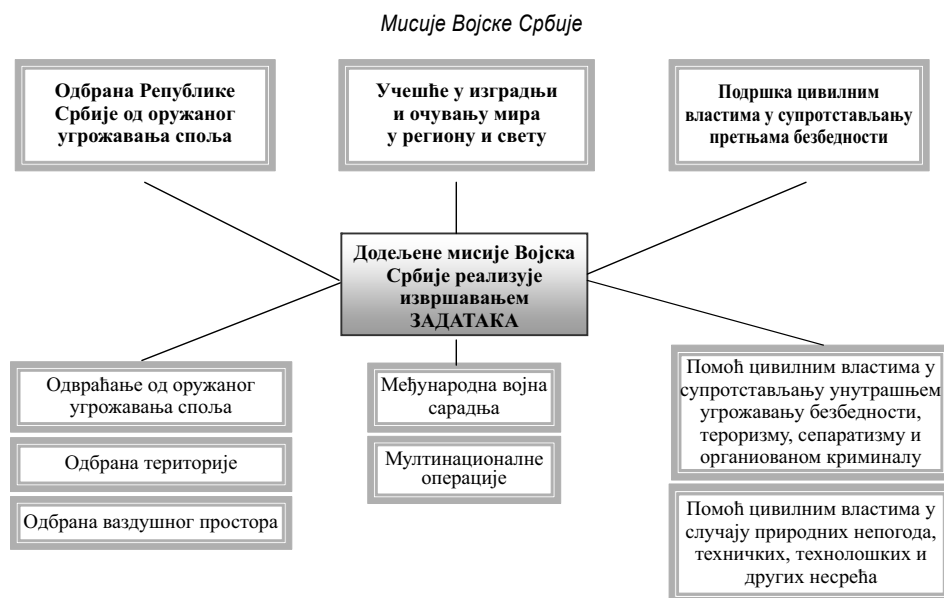 Мисије Војске Србије
Одбрана Републике
Србије од оружаног
угрожавања споља
Учешће у изградњи
и очувању мира
у региону и свету
Подршка цивилним
властима у супротстављању
претњама безбедности
Додељене мисије Војска
Србије реализује
извршавањем
ЗАДАТАКА
Одвраћање од оружаног
угрожавања споља
Одбрана територије
Одбрана ваздушног простора
Међународна војна
сарадња
Мултинационалне
операције
Помоћ цивилним властима у
супротстављању унутрашњем
угрожавању безбедности,
тероризму, сепаратизму и
органиованом криминалу
Помоћ цивилним властима у
случају природних непогода,
техничких, технолошких и
других несрећа